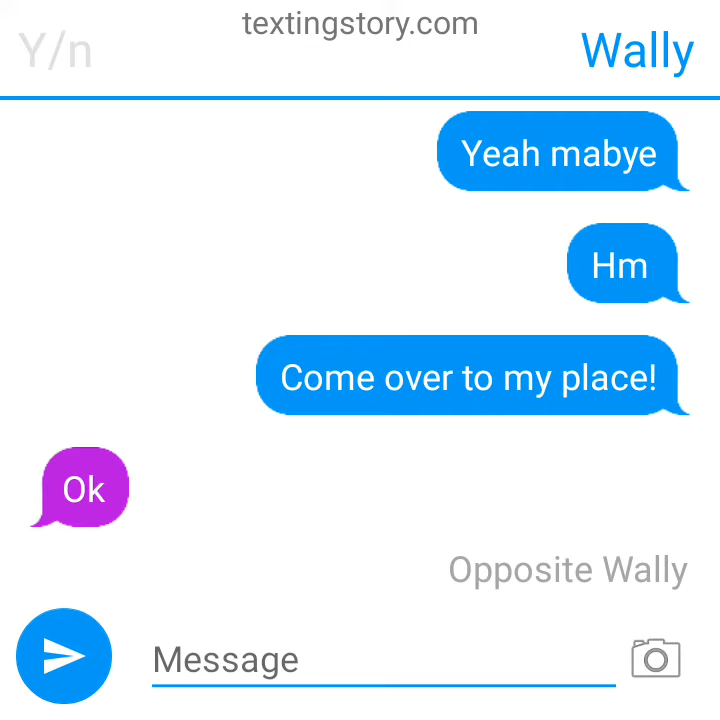 textingstory.com
Y/n
Wally
Yeah mabye
Hm
Come over to my place!
Ok
Opposite Wally
Message